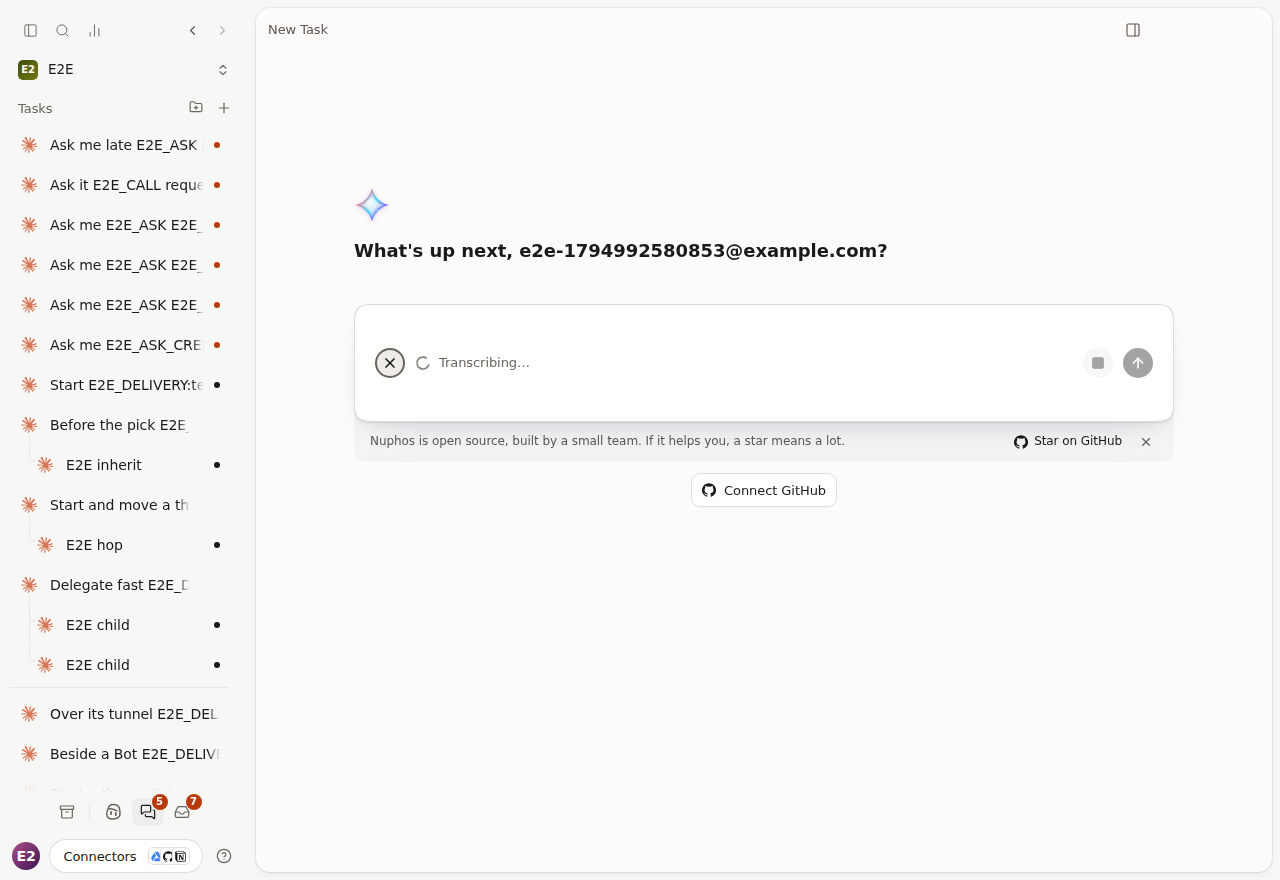 New Task
E2 E2E
Tasks
Ask me late E2E_ASK
Ask it E2E_CALL reque
Ask me E2E_ASK E2E_
Ask me E2E_ASK E2E_
Ask me E2E_ASK E2E_
Ask me E2E_ASK_CRE
Start E2E_DELIVERY:te
Before the pick E2E_
E2E inherit
Start and move a th
E2E hop
Delegate fast E2E_D
E2E child
E2E child
Over its tunnel E2E_DEL
Beside a Bot E2E_DELIV
5 7
E2 Connectors
What's up next, e2e-1794992580853@example.com?
Transcribing...
Nuphos is open source, built by a small team. If it helps you, a star means a lot. Star on GitHub
Connect GitHub